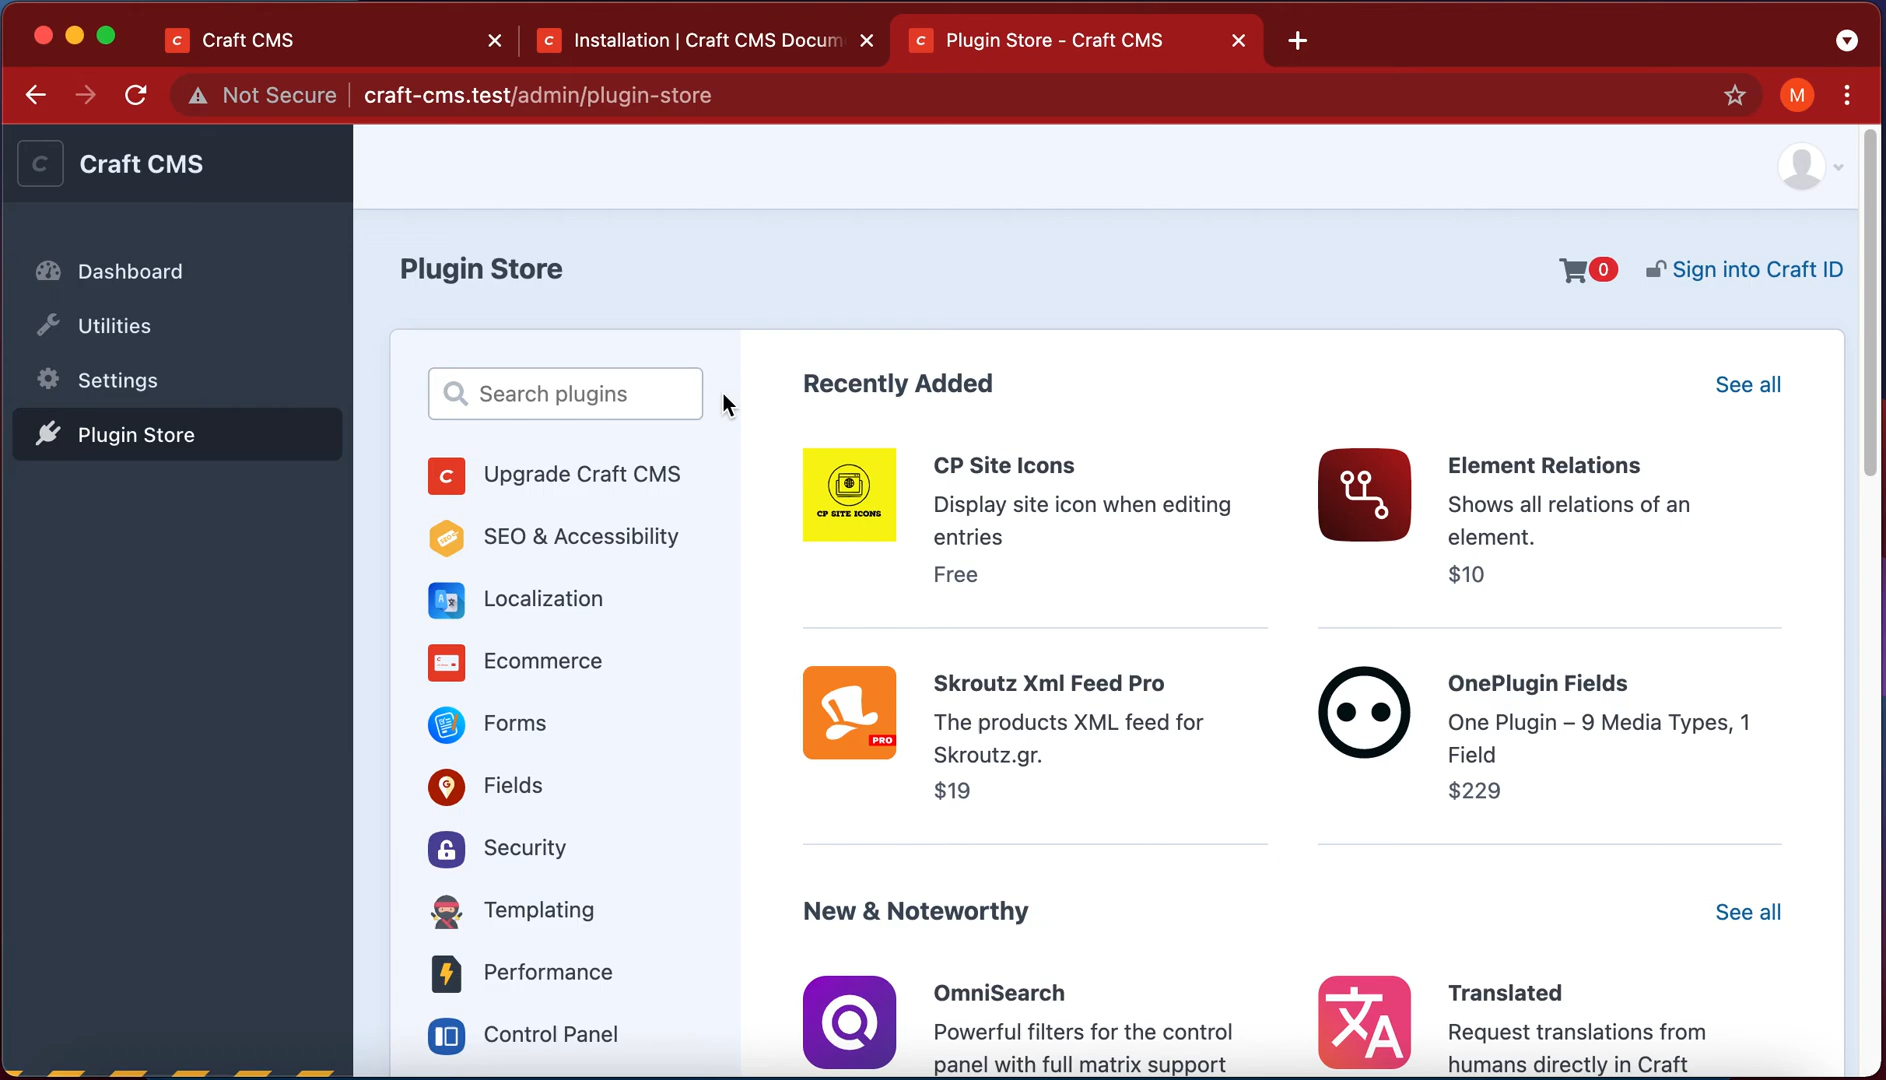 Craft CMS
Installation | Craft CMS Docum
Plugin Store - Craft CMS
Not Secure
craft-cms.test/admin/plugin-store
M
C
Craft CMS
Dashboard
Utilities
Settings
Plugin Store
Plugin Store
0
Sign into Craft ID
Search plugins
Upgrade Craft CMS
SEO & Accessibility
Localization
Ecommerce
Forms
Fields
Security
Templating
Performance
Control Panel
Recently Added
See all
CP SITE ICONS
CP Site Icons
Display site icon when editing
entries
Free
Element Relations
Shows all relations of an
element.
$10
PRO
Skroutz Xml Feed Pro
The products XML feed for
Skroutz.gr.
$19
OnePlugin Fields
One Plugin – 9 Media Types, 1
Field
$229
New & Noteworthy
See all
OmniSearch
Powerful filters for the control
panel with full matrix support
文A
Translated
Request translations from
humans directly in Craft